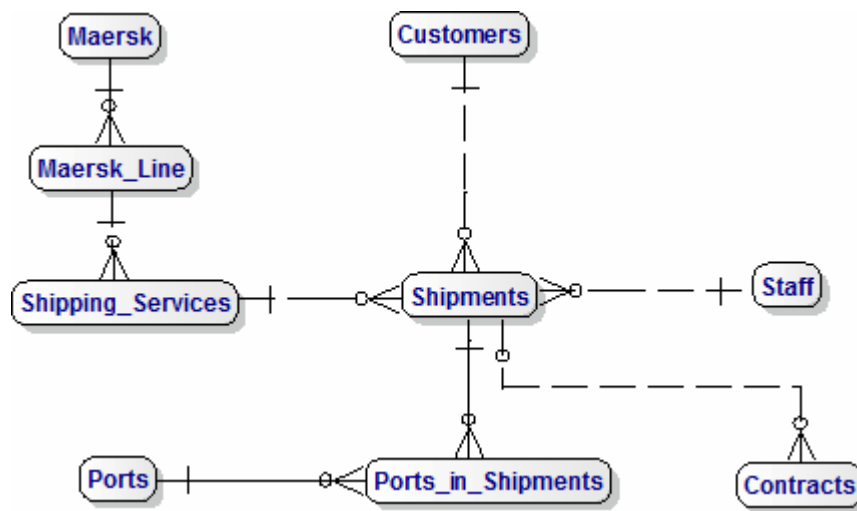 Maersk
Customers
Maersk_Line
Shipping_Services
Shipments
Staff
Ports
Ports_in_Shipments
Contracts